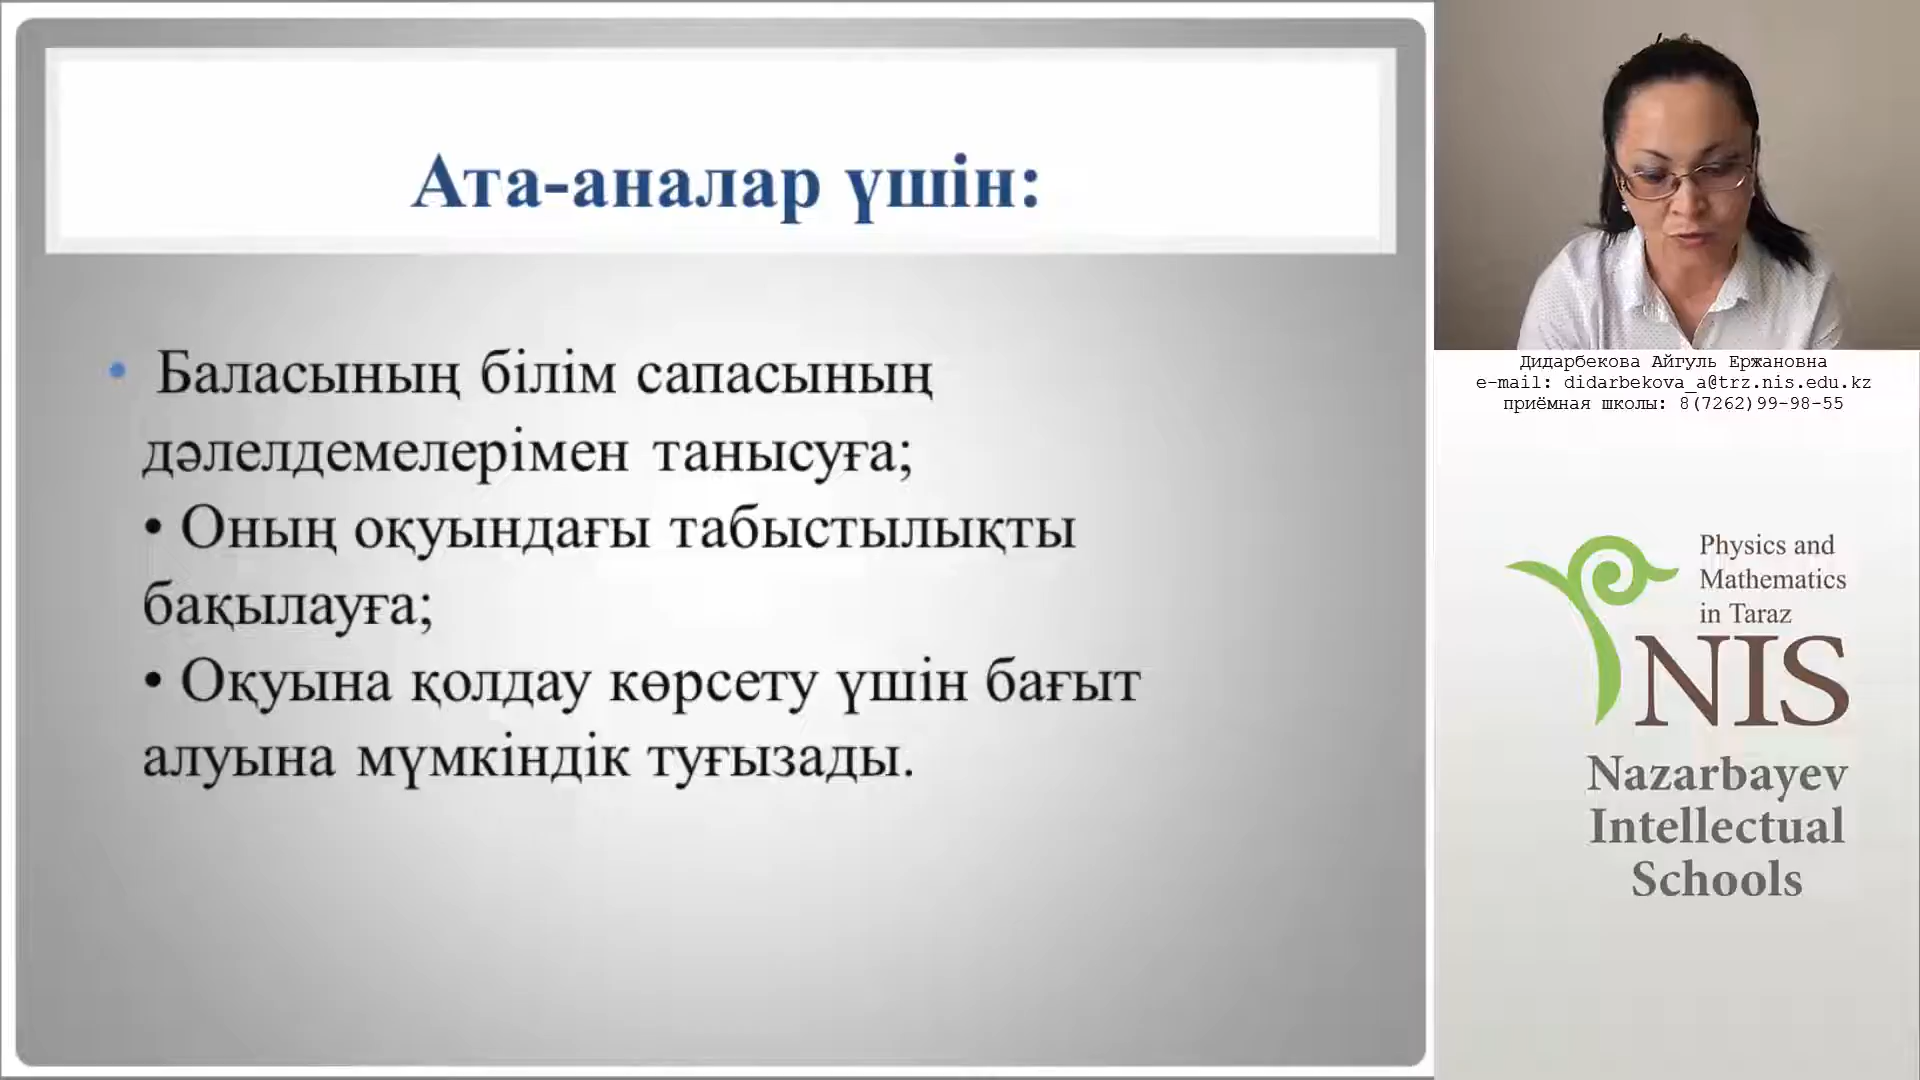 Ата-аналар үшін:
• Баласының білім сапасының
дәлелдемелерімен танысуға;
• Оның оқуындағы табыстылықты
бақылауға;
• Оқуына қолдау көрсету үшін бағыт
алуына мүмкіндік туғызады.
Дидарбекова Айгуль Ержановна
e-mail: didarbekova_a@trz.nis.edu.kz
приёмная школы: 8(7262)99-98-55
Physics and
Mathematics
in Taraz
NIS
Nazarbayev
Intellectual
Schools